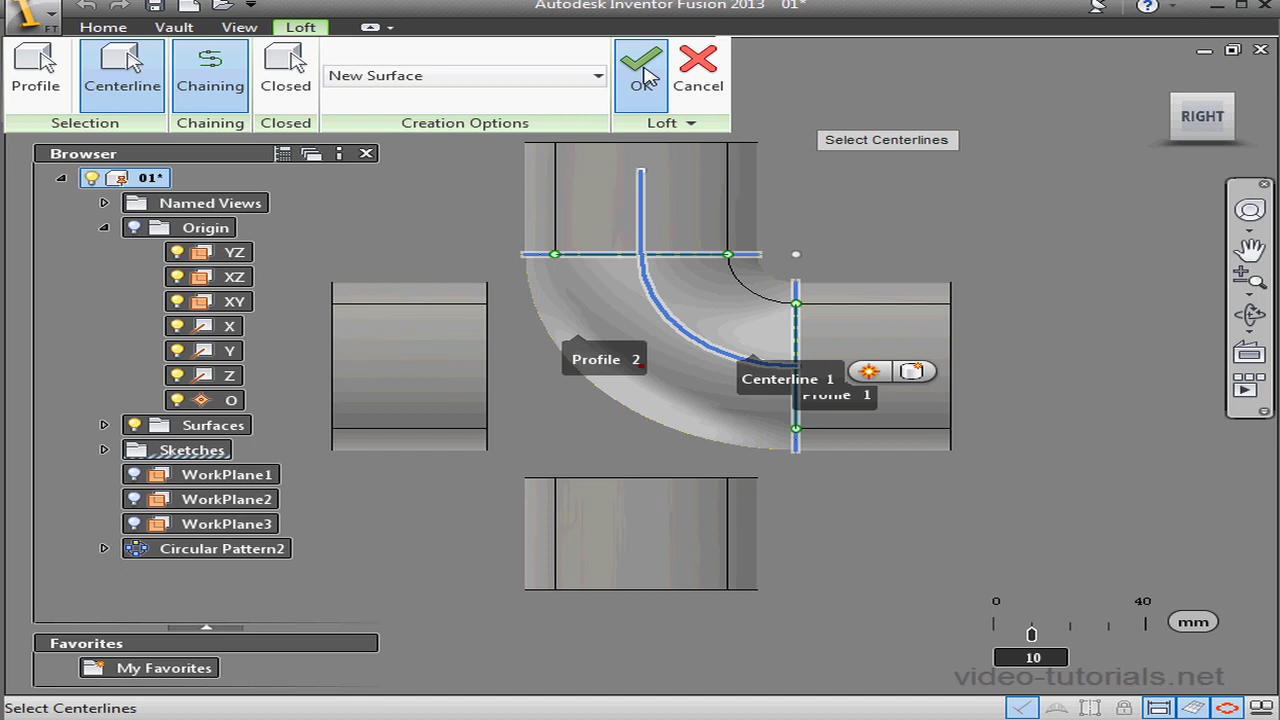 Autodesk Inventor Fusion 2013 01*
FT
Home Vault View Loft
Profile Centerline Chaining Closed New Surface OK Cancel
Selection Chaining Closed Creation Options Loft
Select Centerlines
RIGHT
Browser
01*
Named Views
Origin
YZ
XZ
XY
X
Y
Z
O
Surfaces
Sketches
WorkPlane1
WorkPlane2
WorkPlane3
Circular Pattern2
Profile 2
Centerline 1
Profile 1
0 40
mm
10
Favorites
My Favorites
video-tutorials.net
Select Centerlines